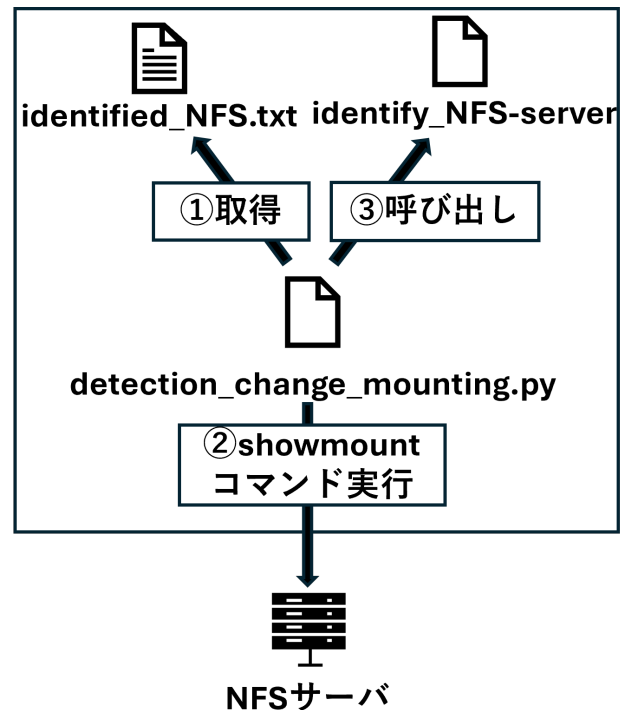 identified_NFS.txt
identify_NFS-server
①取得
③呼び出し
detection_change_mounting.py
②showmount
コマンド実行
NFSサーバ